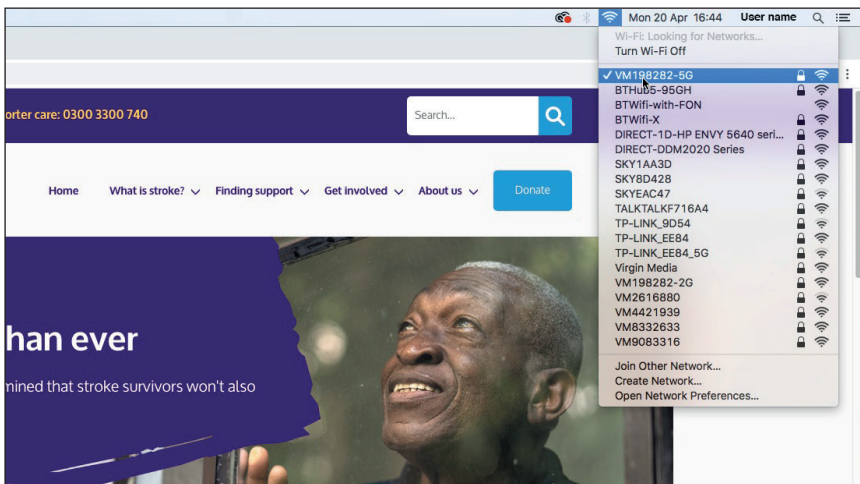 Mon 20 Apr 16:44 User name
Wi-Fi: Looking for Networks...
Turn Wi-Fi Off
VM198282-5G
BTHub5-95GH
BTWifi-with-FON
BTWifi-X
DIRECT-1D-HP ENVY 5640 seri...
DIRECT-DDM2020 Series
SKY1AA3D
SKY8D428
SKYEAC47
TALKTALKF716A4
TP-LINK_9D54
TP-LINK_EE84
TP-LINK_EE84_5G
Virgin Media
VM198282-2G
VM2616880
VM4421939
VM8332633
VM9083316
Join Other Network...
Create Network...
Open Network Preferences...
orter care: 0300 3300 740
Search...
Home What is stroke? Finding support Get involved About us Donate
han ever
mined that stroke survivors won't also